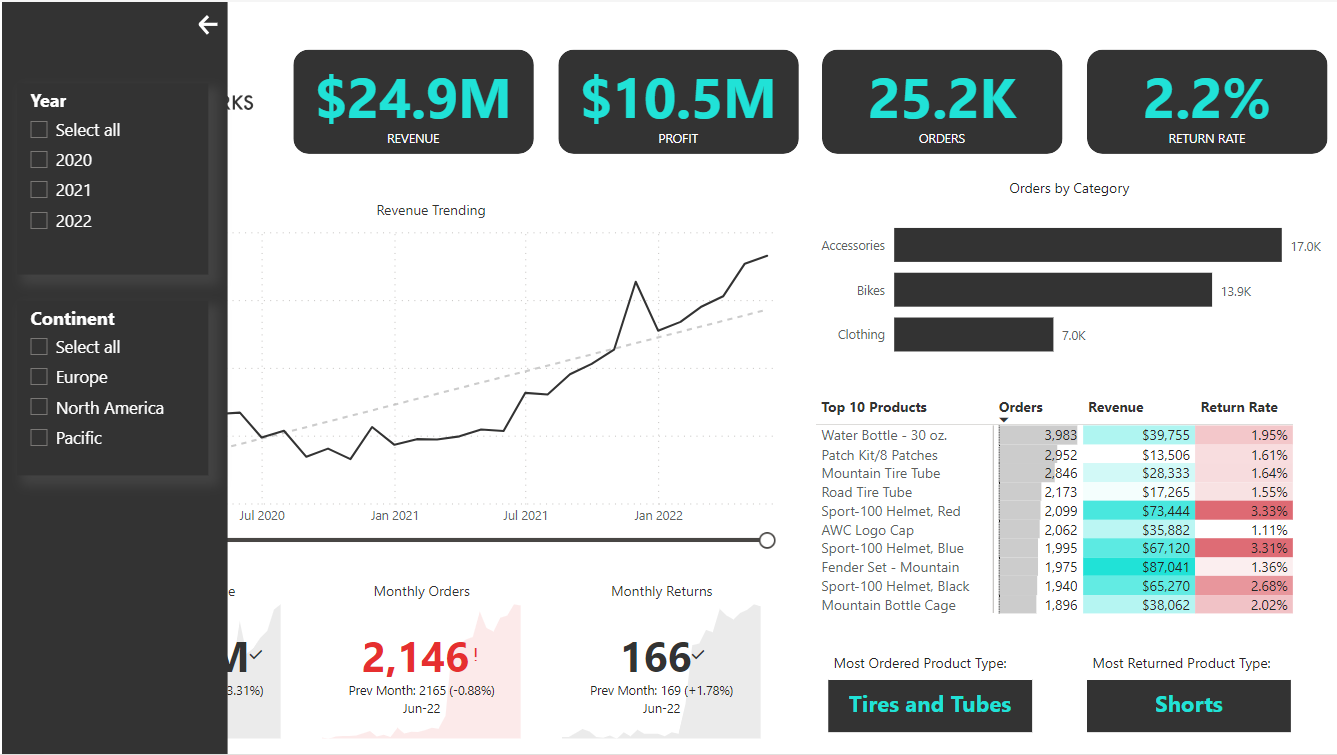 Year
Select all
2020
2021
2022
Continent
Select all
Europe
North America
Pacific
RKS
$24.9M
REVENUE
$10.5M
PROFIT
25.2K
ORDERS
2.2%
RETURN RATE
Revenue Trending
Jul 2020 Jan 2021 Jul 2021 Jan 2022
Orders by Category
Accessories 17.0K
Bikes 13.9K
Clothing 7.0K
Top 10 Products Orders Revenue Return Rate
Water Bottle - 30 oz. 3,983 $39,755 1.95%
Patch Kit/8 Patches 2,952 $13,506 1.61%
Mountain Tire Tube 2,846 $28,333 1.64%
Road Tire Tube 2,173 $17,265 1.55%
Sport-100 Helmet, Red 2,099 $73,444 3.33%
AWC Logo Cap 2,062 $35,882 1.11%
Sport-100 Helmet, Blue 1,995 $67,120 3.31%
Fender Set - Mountain 1,975 $87,041 1.36%
Sport-100 Helmet, Black 1,940 $65,270 2.68%
Mountain Bottle Cage 1,896 $38,062 2.02%
e
M
3.31%)
Monthly Orders
2,146!
Prev Month: 2165 (-0.88%)
Jun-22
Monthly Returns
166
Prev Month: 169 (+1.78%)
Jun-22
Most Ordered Product Type:
Tires and Tubes
Most Returned Product Type:
Shorts